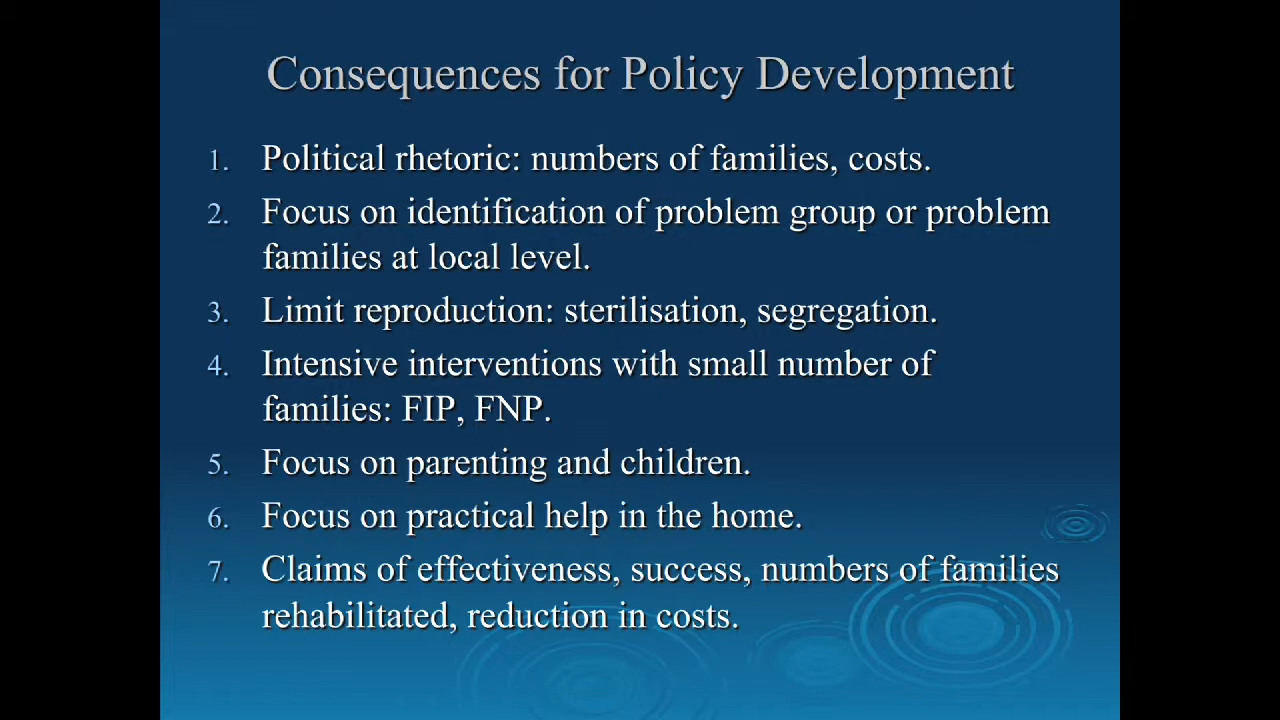 Consequences for Policy Development
1. Political rhetoric: numbers of families, costs.
2. Focus on identification of problem group or problem
families at local level.
3. Limit reproduction: sterilisation, segregation.
4. Intensive interventions with small number of
families: FIP, FNP.
5. Focus on parenting and children.
6. Focus on practical help in the home.
7. Claims of effectiveness, success, numbers of families
rehabilitated, reduction in costs.